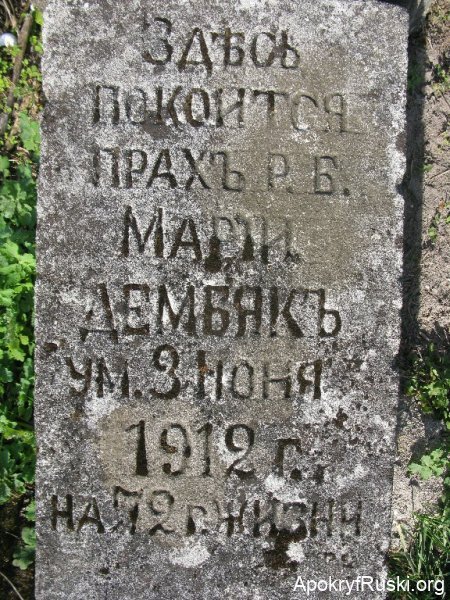 Здѣсь
покоится
прахъ Р. Б.
Маріи
Дембякъ
ум. 3 Іюня
1912 г.
на 72 г. жизни
ApokryfRuski.org